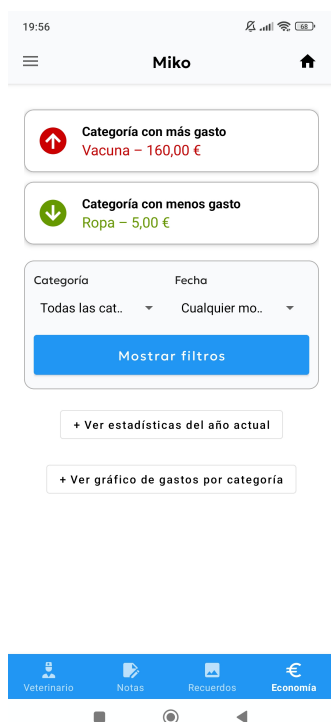 19:56
68
Miko
Categoría con más gasto
Vacuna – 160,00 €
Categoría con menos gasto
Ropa – 5,00 €
Categoría Fecha
Todas las cat.. Cualquier mo..
Mostrar filtros
+ Ver estadísticas del año actual
+ Ver gráfico de gastos por categoría
Veterinario Notas Recuerdos Economía